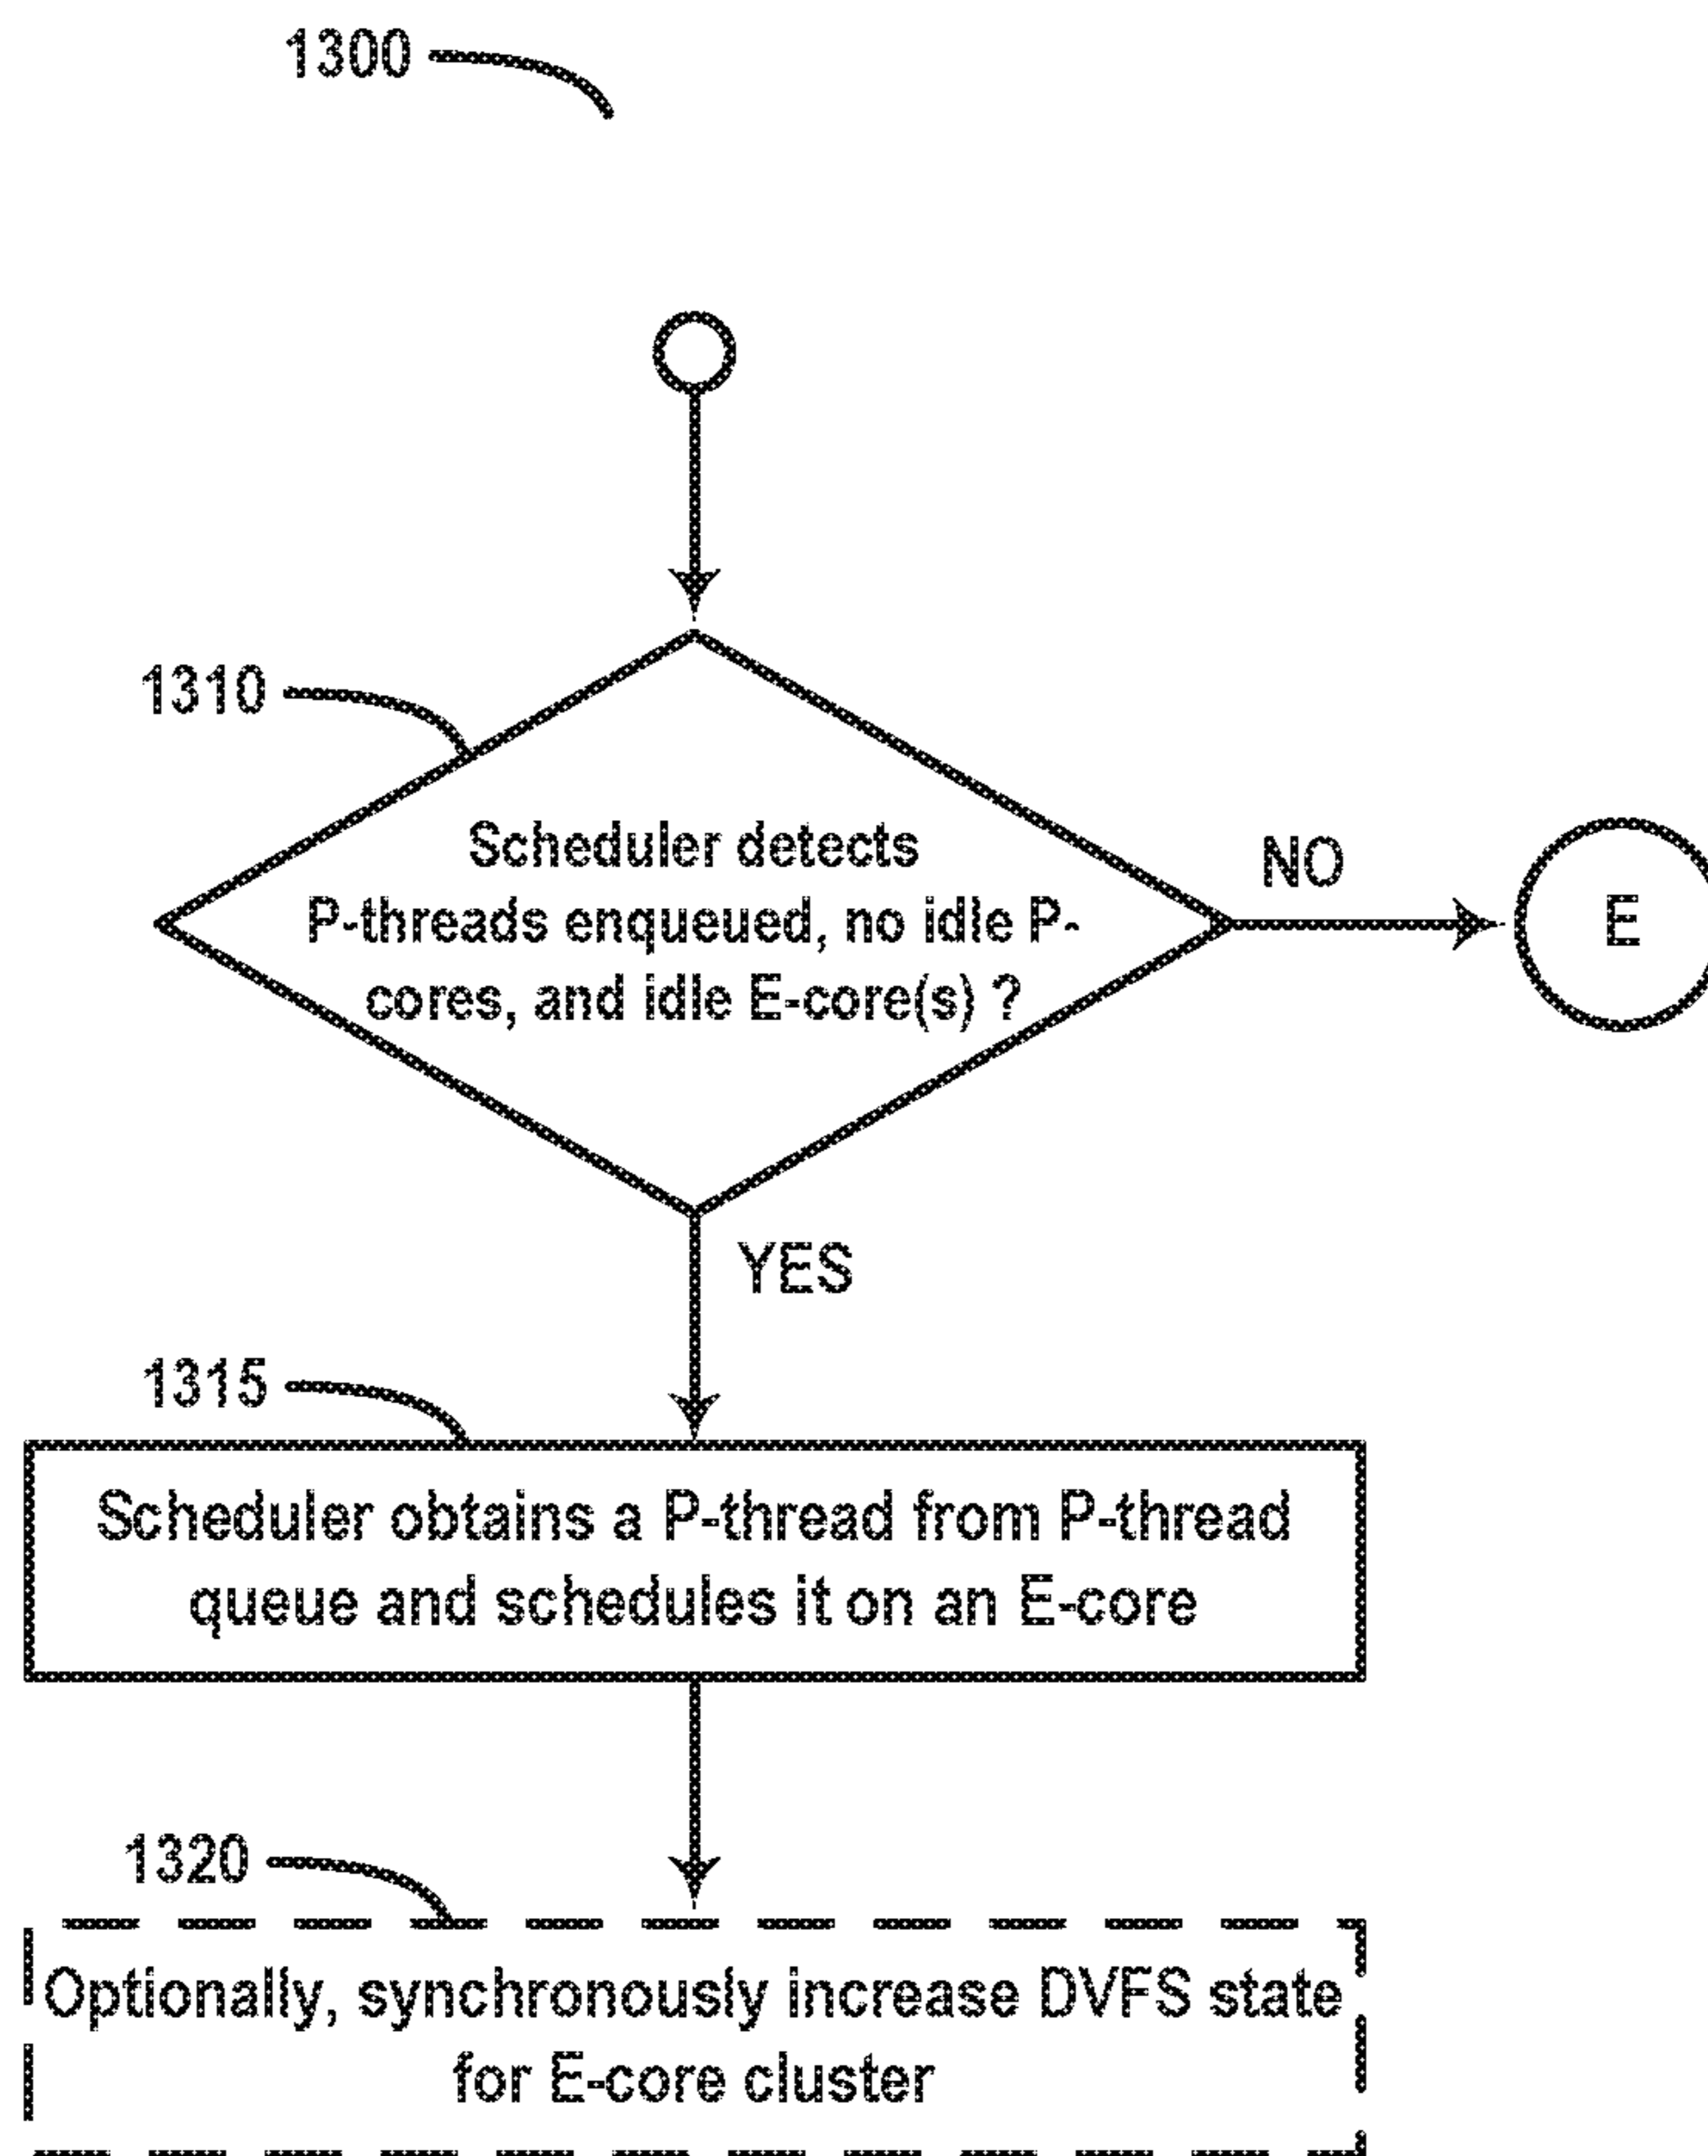 1300
1310
Scheduler detects
P-threads enqueued, no idle P-
cores, and idle E-core(s) ?
NO
E
YES
1315
Scheduler obtains a P-thread from P-thread
queue and schedules it on an E-core
1320
Optionally, synchronously increase DVFS state
for E-core cluster